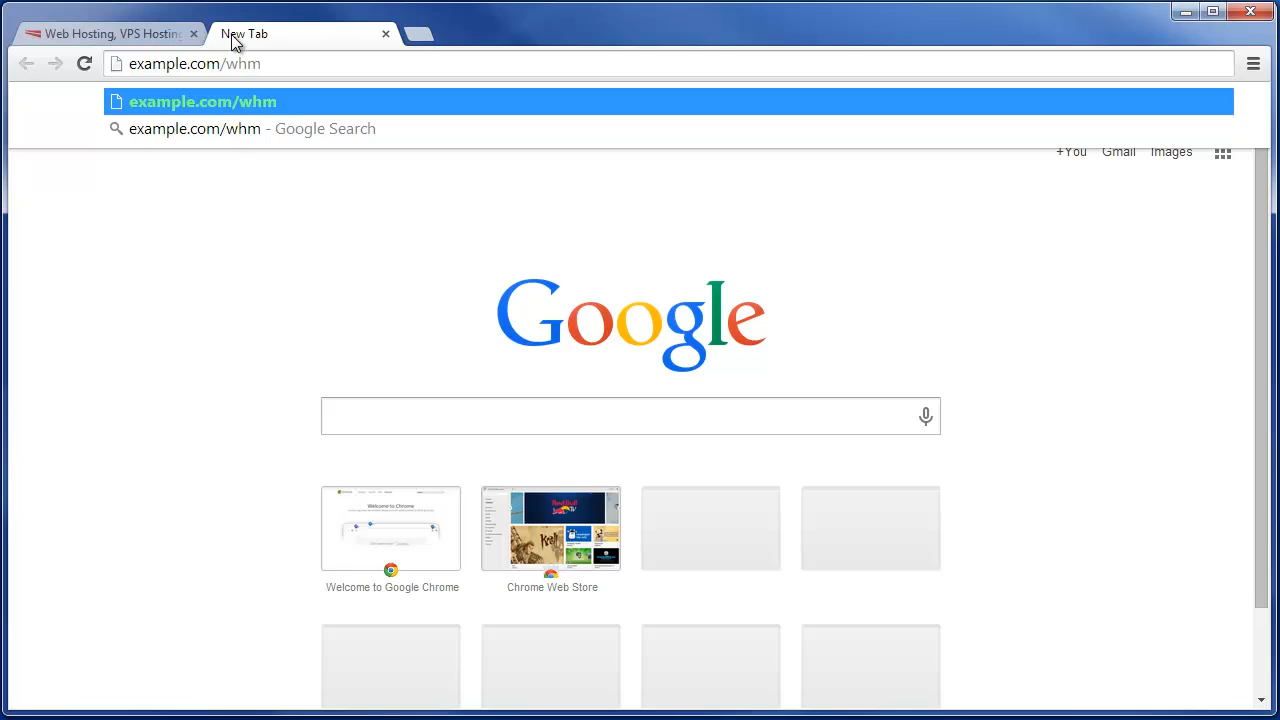 Web Hosting, VPS Hosting
New Tab
example.com/whm
example.com/whm
example.com/whm - Google Search
+You Gmail Images
Google
Welcome to Google Chrome
Chrome Web Store